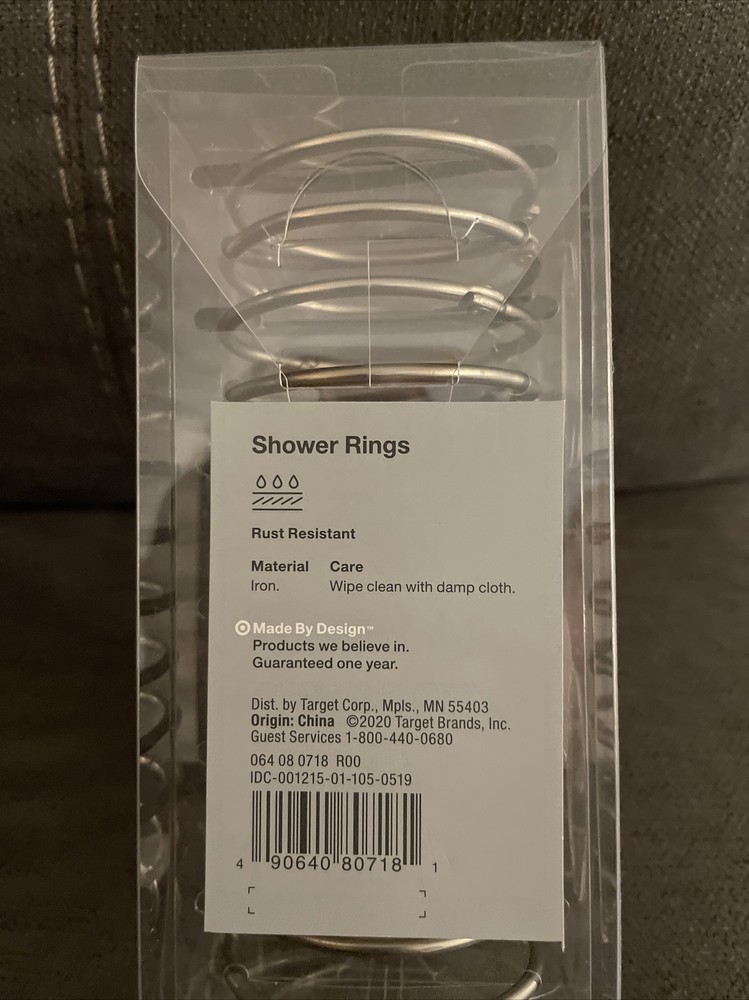 Shower Rings
Rust Resistant
Material Care
Iron. Wipe clean with damp cloth.
Made By Design™
Products we believe in.
Guaranteed one year.
Dist. by Target Corp., Mpls., MN 55403
Origin: China ©2020 Target Brands, Inc.
Guest Services 1-800-440-0680
064 08 0718 R00
IDC-001215-01-105-0519
4 90640 80718 1